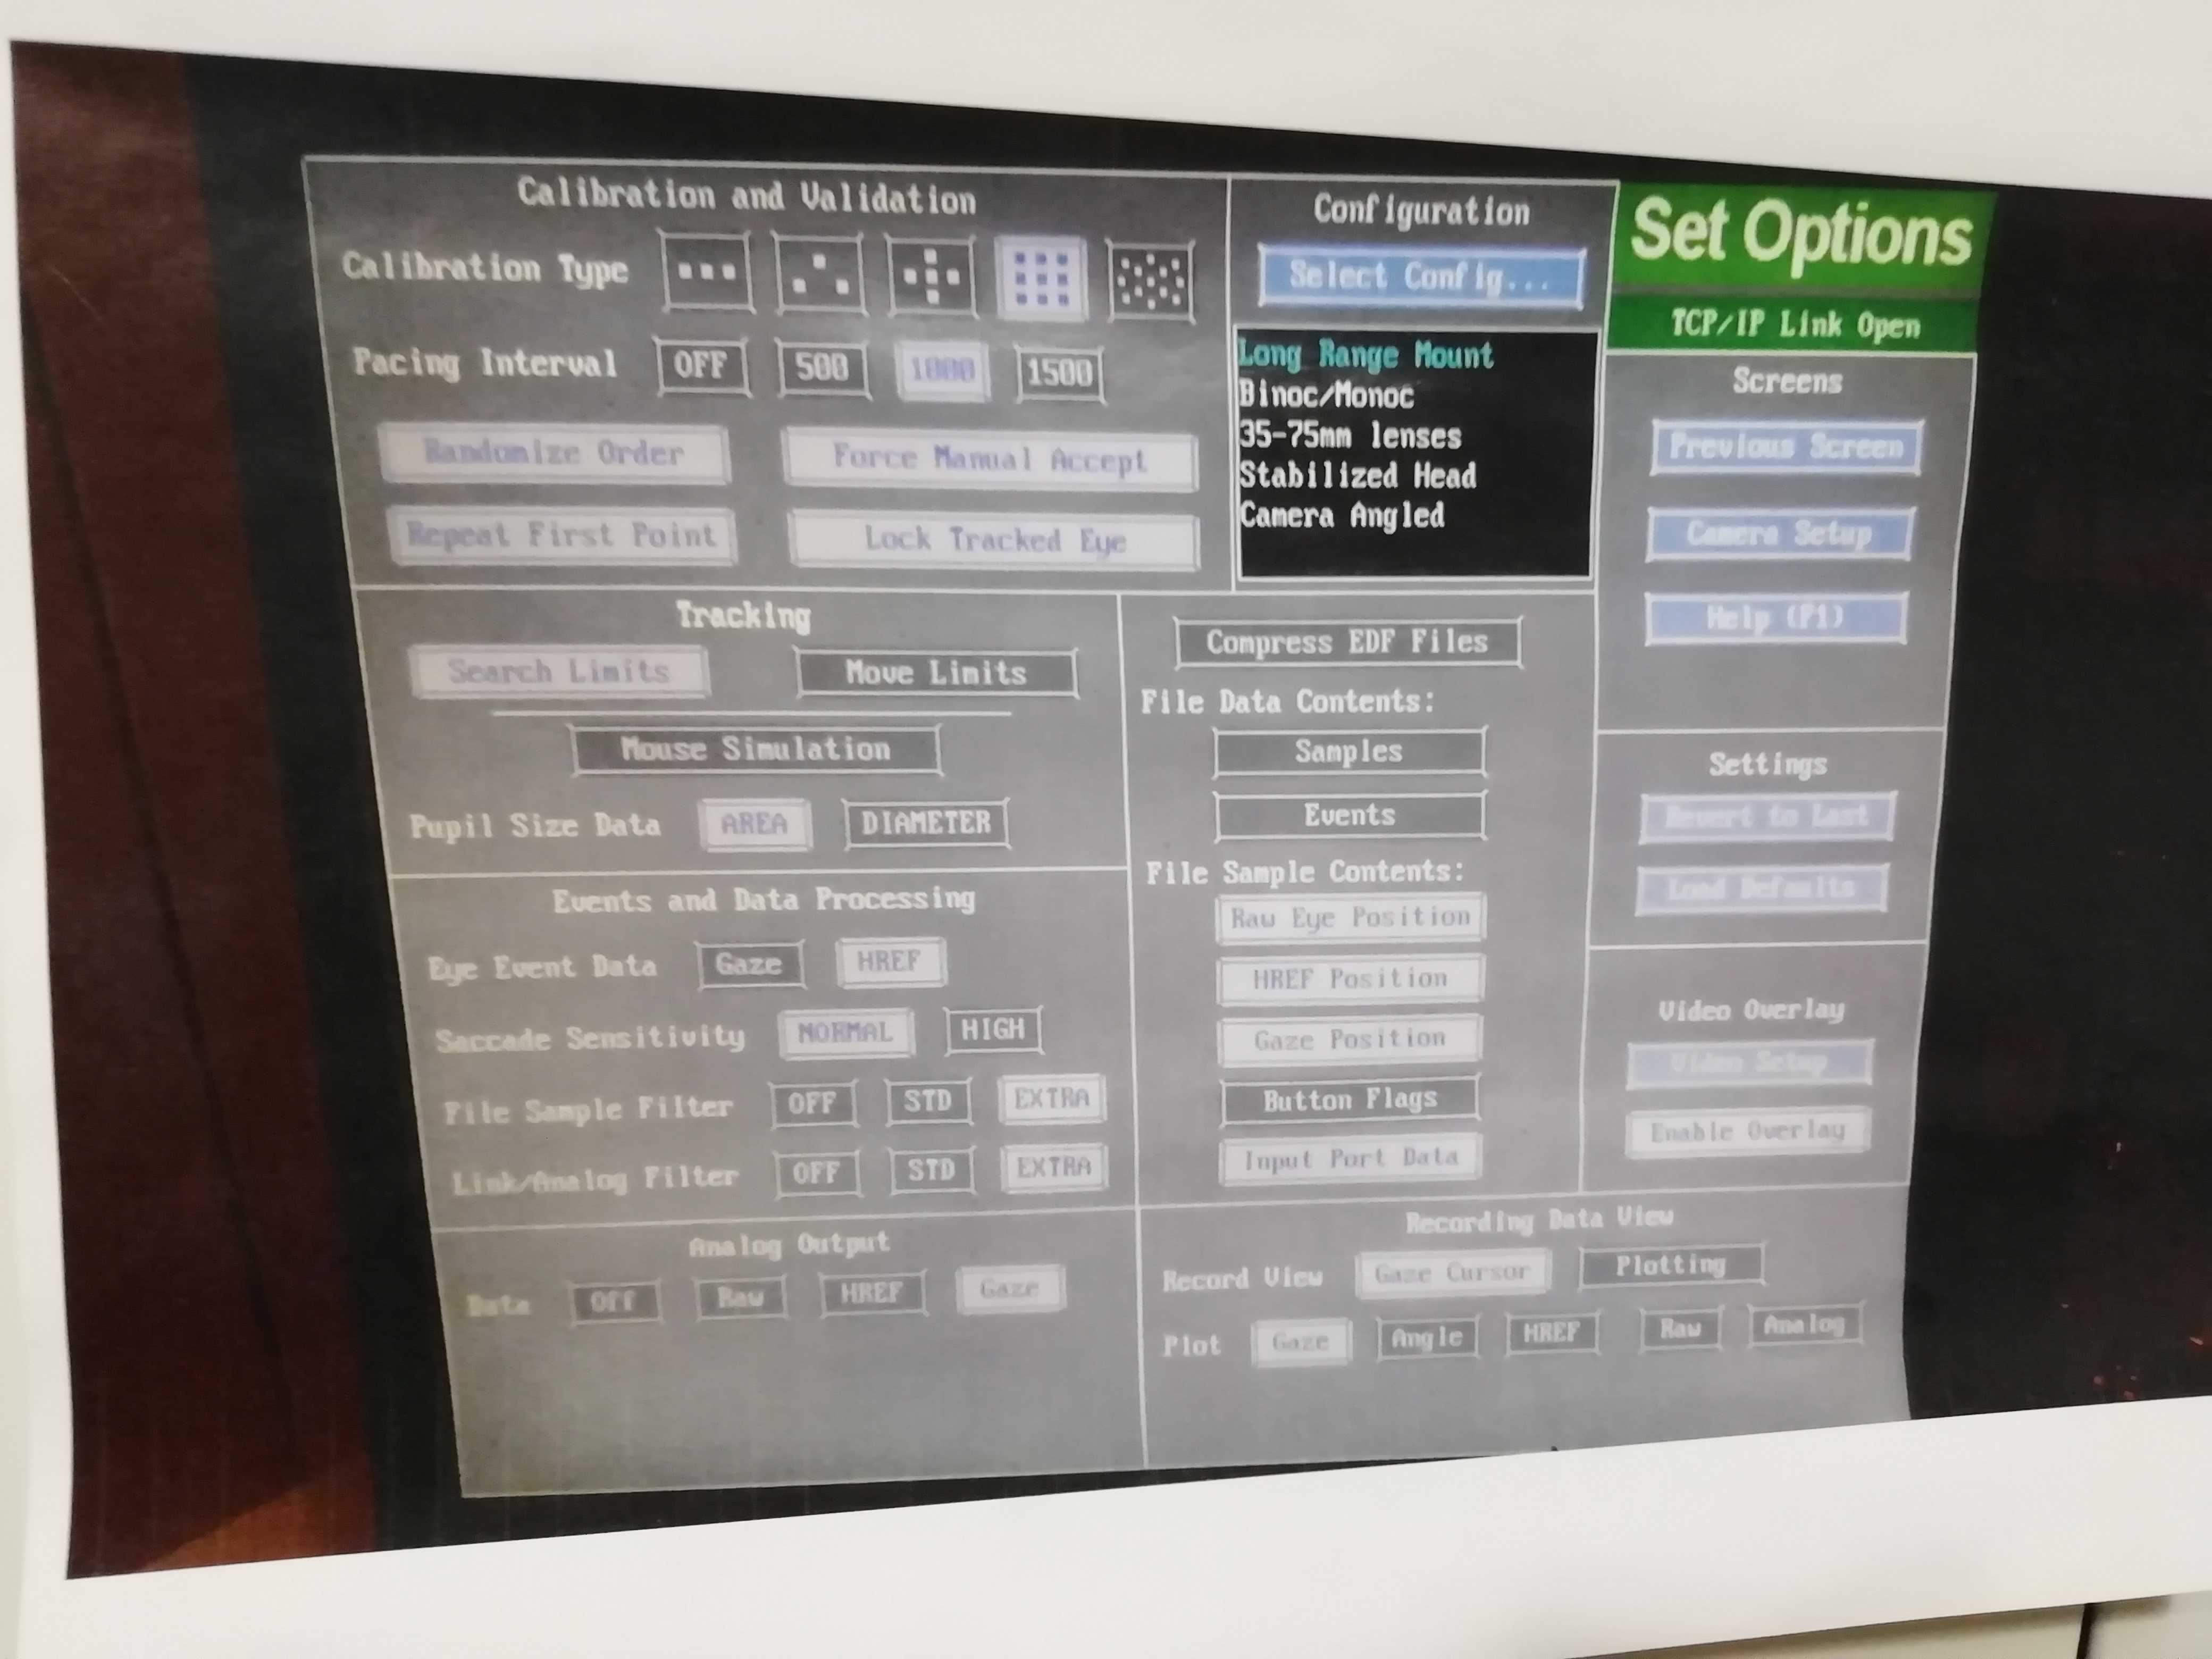 Calibration and Validation
Calibration Type
Pacing Interval OFF 500 1000 1500
Randomize Order Force Manual Accept
Repeat First Point Lock Tracked Eye
Configuration
Select Config...
Long Range Mount
Binoc/Monoc
35-75mm lenses
Stabilized Head
Camera Angled
Set Options
TCP/IP Link Open
Screens
Previous Screen
Camera Setup
Help (F1)
Tracking
Search Limits Move Limits
Mouse Simulation
Pupil Size Data AREA DIAMETER
Compress EDF Files
File Data Contents:
Samples
Events
File Sample Contents:
Raw Eye Position
HREF Position
Gaze Position
Button Flags
Input Port Data
Settings
Revert to Last
Load Defaults
Events and Data Processing
Eye Event Data Gaze HREF
Saccade Sensitivity NORMAL HIGH
File Sample Filter OFF STD EXTRA
Link/Analog Filter OFF STD EXTRA
Video Overlay
Video Setup
Enable Overlay
Analog Output
Data Off Raw HREF Gaze
Recording Data View
Record View Gaze Cursor Plotting
Plot Gaze Angle HREF Raw Analog